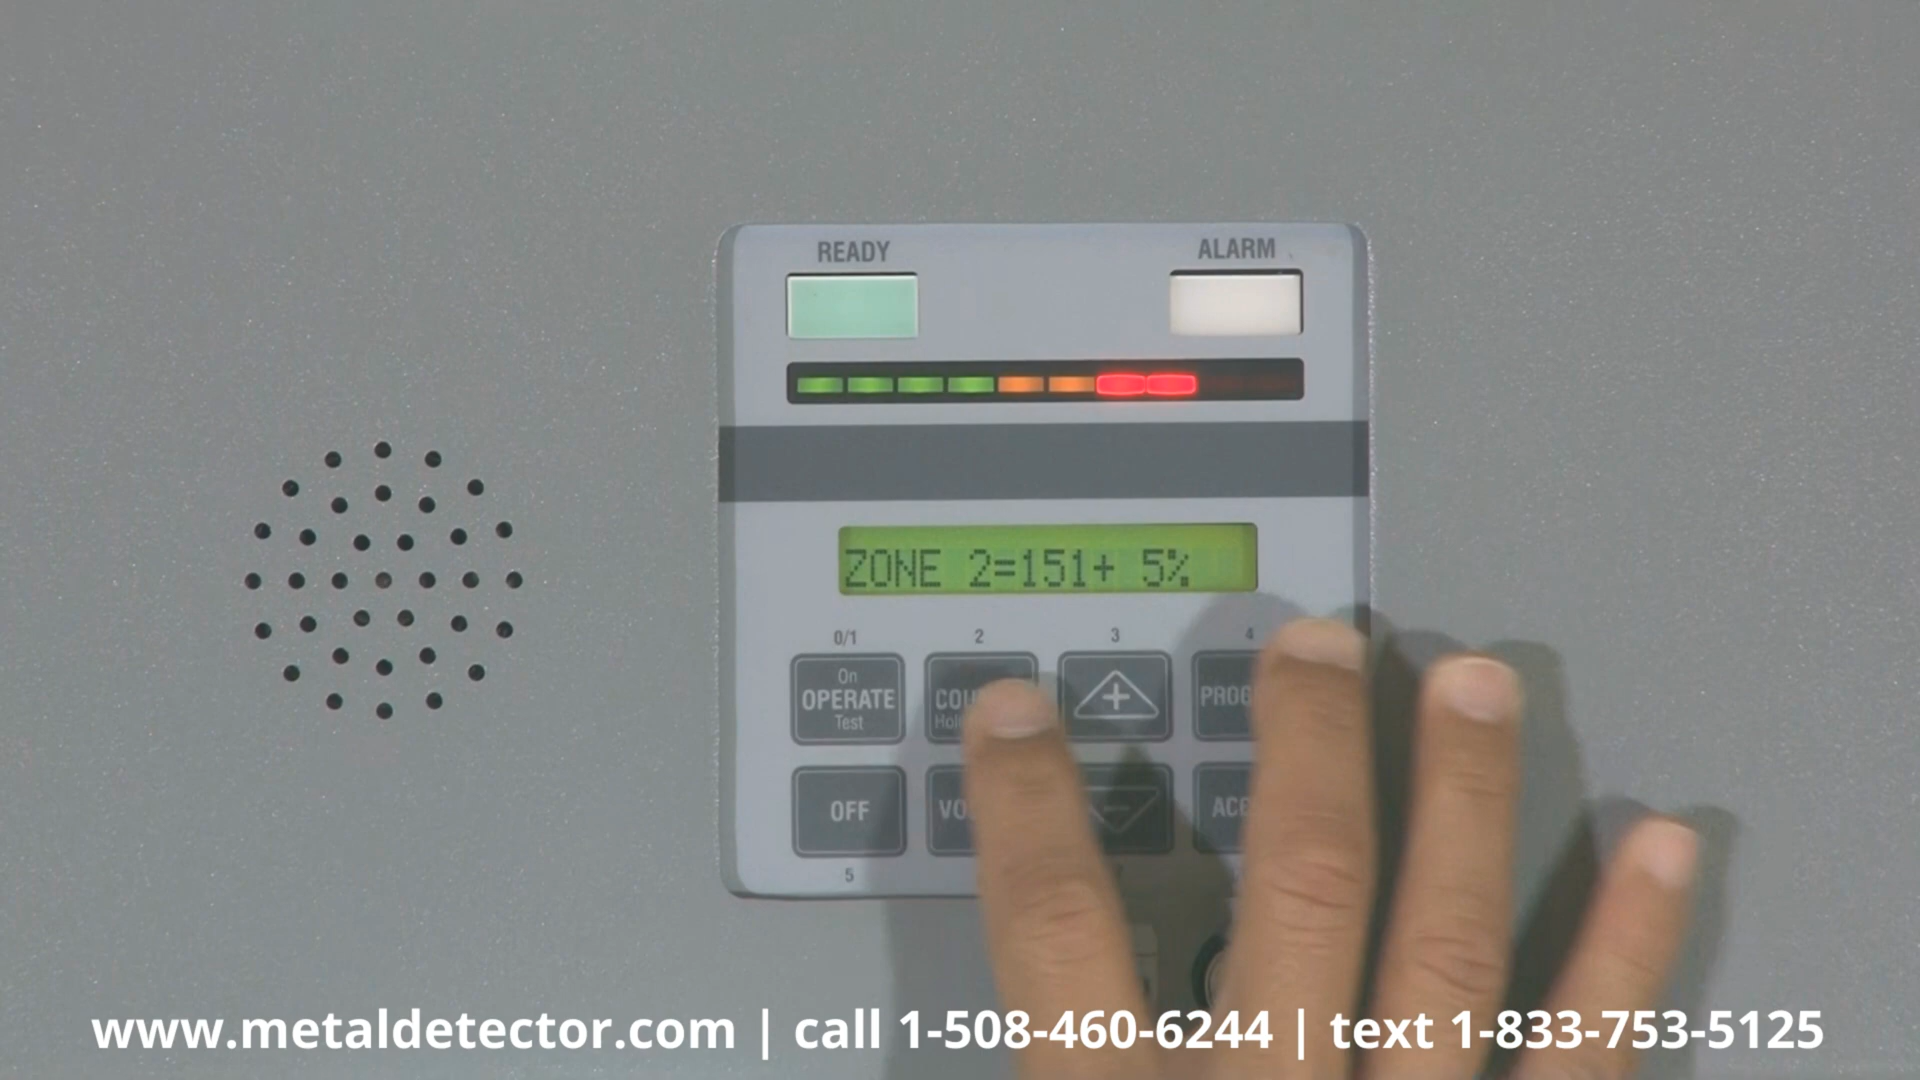 READY ALARM
ZONE 2=151+ 5%
0/1 2 3 4
On
OPERATE
Test
+
OFF
-
5
www.metaldetector.com | call 1-508-460-6244 | text 1-833-753-5125